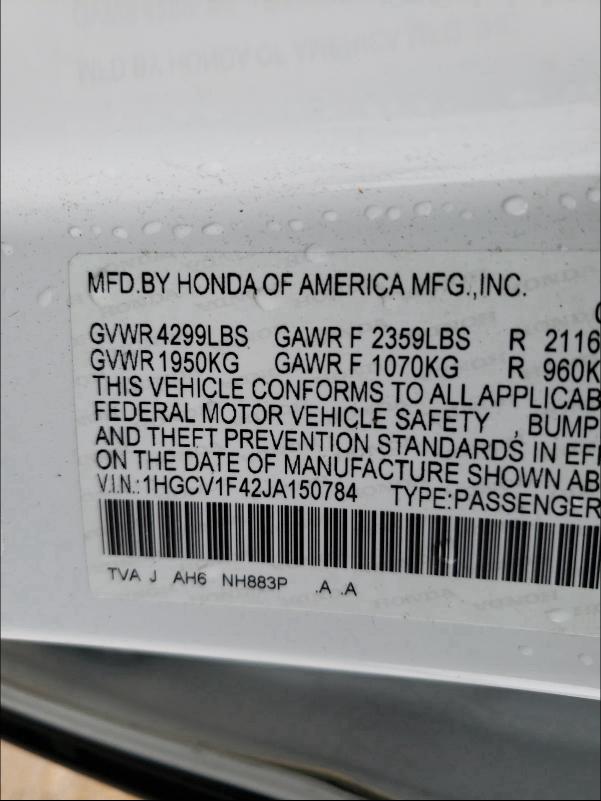 MFD.BY HONDA OF AMERICA MFG.,INC.
GVWR 4299LBS GAWR F 2359LBS R 2116
GVWR 1950KG GAWR F 1070KG R 960K
THIS VEHICLE CONFORMS TO ALL APPLICAB
FEDERAL MOTOR VEHICLE SAFETY , BUMP
AND THEFT PREVENTION STANDARDS IN EFF
ON THE DATE OF MANUFACTURE SHOWN AB
V.I.N.:1HGCV1F42JA150784 TYPE:PASSENGER
TVA J AH6 NH883P .A .A